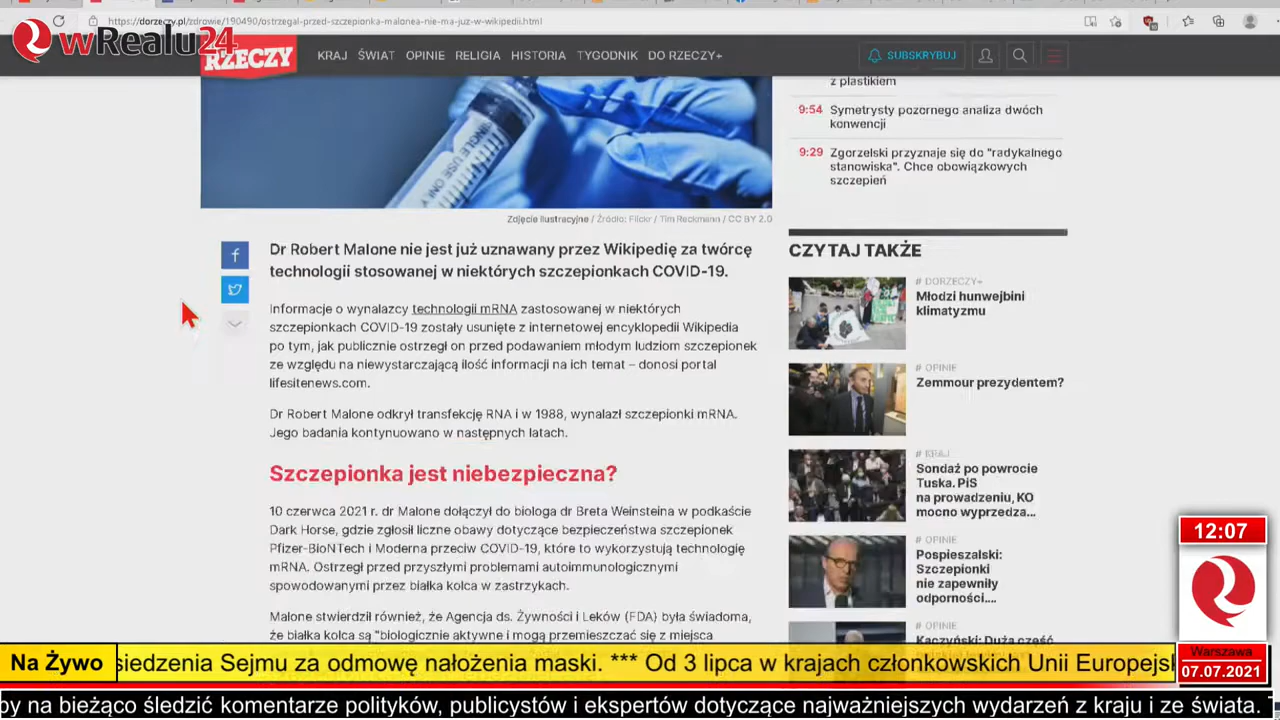 https://dorzeczy.pl/zdrowie/190490/ostrzegal-przed-szczepionka-malonea-nie-ma-juz-w-wikipedii.html
wRealu24
RZECZY
KRAJ ŚWIAT OPINIE RELIGIA HISTORIA TYGODNIK DO RZECZY+
SUBSKRYBUJ
Zdjęcie ilustracyjne / Źródło: Flickr / Tim Reckmann / CC BY 2.0
Dr Robert Malone nie jest już uznawany przez Wikipedię za twórcę
technologii stosowanej w niektórych szczepionkach COVID-19.
Informacje o wynalazcy technologii mRNA zastosowanej w niektórych
szczepionkach COVID-19 zostały usunięte z internetowej encyklopedii Wikipedia
po tym, jak publicznie ostrzegł on przed podawaniem młodym ludziom szczepionek
ze względu na niewystarczającą ilość informacji na ich temat – donosi portal
lifesitenews.com.
Dr Robert Malone odkrył transfekcję RNA i w 1988, wynalazł szczepionki mRNA.
Jego badania kontynuowano w następnych latach.
Szczepionka jest niebezpieczna?
10 czerwca 2021 r. dr Malone dołączył do biologa dr Breta Weinsteina w podkaście
Dark Horse, gdzie zgłosił liczne obawy dotyczące bezpieczeństwa szczepionek
Pfizer-BioNTech i Moderna przeciw COVID-19, które to wykorzystują technologię
mRNA. Ostrzegł przed przyszłymi problemami autoimmunologicznymi
spowodowanymi przez białka kolca w zastrzykach.
Malone stwierdził również, że Agencja ds. Żywności i Leków (FDA) była świadoma,
że białka kolca są "biologicznie aktywne i mogą przemieszczać się z miejsca
z plastikiem
9:54 Symetrysty pozornego analiza dwóch
konwencji
9:29 Zgorzelski przyznaje się do "radykalnego
stanowiska". Chce obowiązkowych
szczepień
CZYTAJ TAKŻE
# DORZECZY+
Młodzi hunwejbini
klimatyzmu
# OPINIE
Zemmour prezydentem?
# KRAJ
Sondaż po powrocie
Tuska. PiS
na prowadzeniu, KO
mocno wyprzedza...
# OPINIE
Pospieszalski:
Szczepionki
nie zapewniły
odporności....
# OPINIE
Kaczyński: Duża część
12:07
Warszawa
07.07.2021
Na Żywo
siedzenia Sejmu za odmowę nałożenia maski. *** Od 3 lipca w krajach członkowskich Unii Europejsk
by na bieżąco śledzić komentarze polityków, publicystów i ekspertów dotyczące najważniejszych wydarzeń z kraju i ze świata.